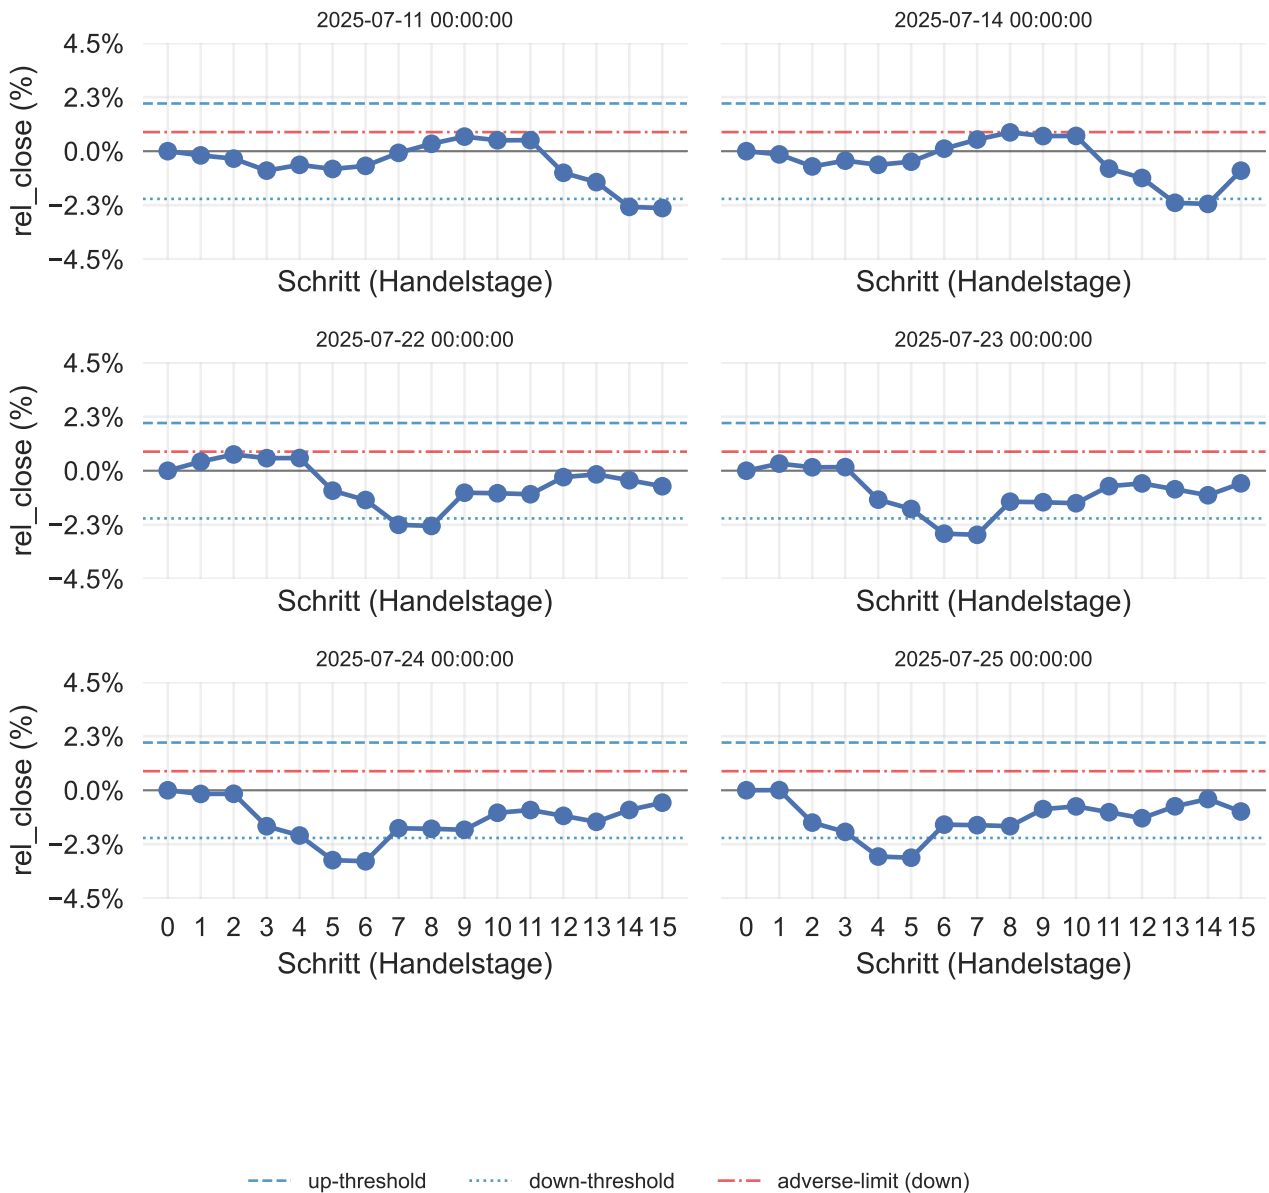 2025-07-11 00:00:00
2025-07-14 00:00:00
4.5%
2.3%
0.0%
−2.3%
−4.5%
rel_close (%)
Schritt (Handelstage)
Schritt (Handelstage)
2025-07-22 00:00:00
2025-07-23 00:00:00
4.5%
2.3%
0.0%
−2.3%
−4.5%
rel_close (%)
Schritt (Handelstage)
Schritt (Handelstage)
2025-07-24 00:00:00
2025-07-25 00:00:00
4.5%
2.3%
0.0%
−2.3%
−4.5%
rel_close (%)
0 1 2 3 4 5 6 7 8 9 10 11 12 13 14 15
0 1 2 3 4 5 6 7 8 9 10 11 12 13 14 15
Schritt (Handelstage)
Schritt (Handelstage)
up-threshold
down-threshold
adverse-limit (down)